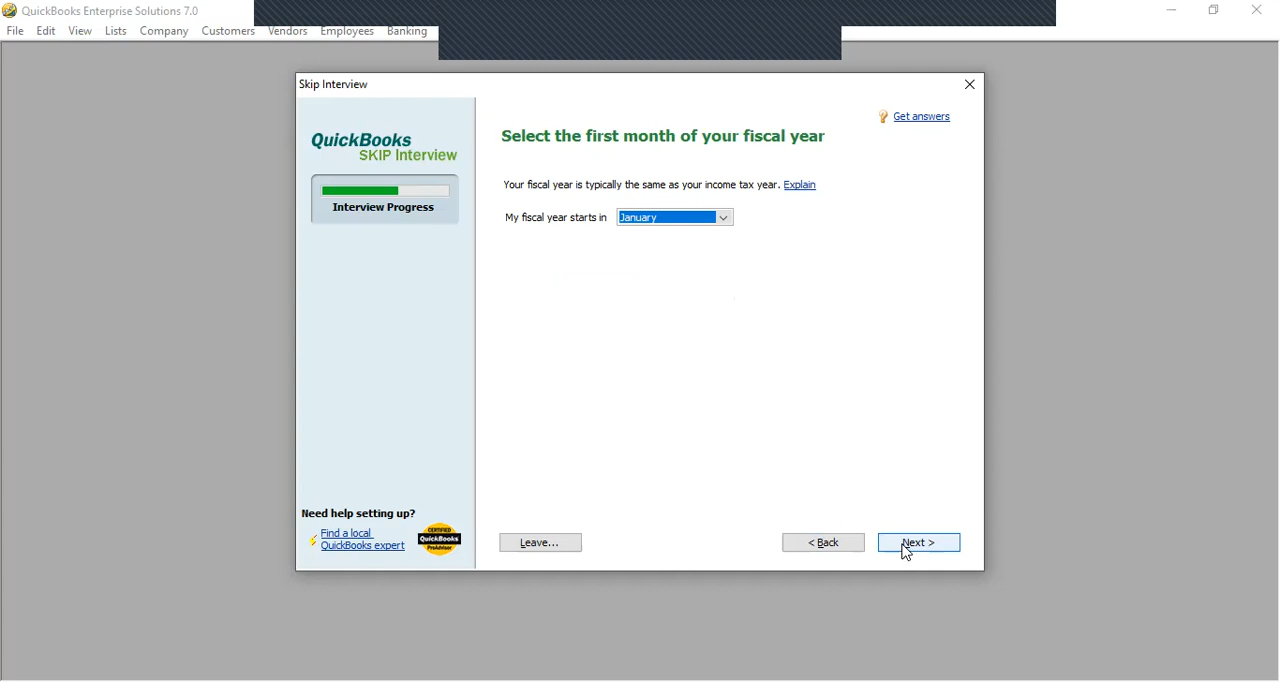 QuickBooks Enterprise Solutions 7.0
File Edit View Lists Company Customers Vendors Employees Banking
Skip Interview
Get answers
QuickBooks
SKIP Interview
Select the first month of your fiscal year
Interview Progress
Your fiscal year is typically the same as your income tax year. Explain
My fiscal year starts in January
Need help setting up?
Find a local
QuickBooks expert
CERTIFIED
QuickBooks
ProAdvisor
Leave...
< Back
Next >